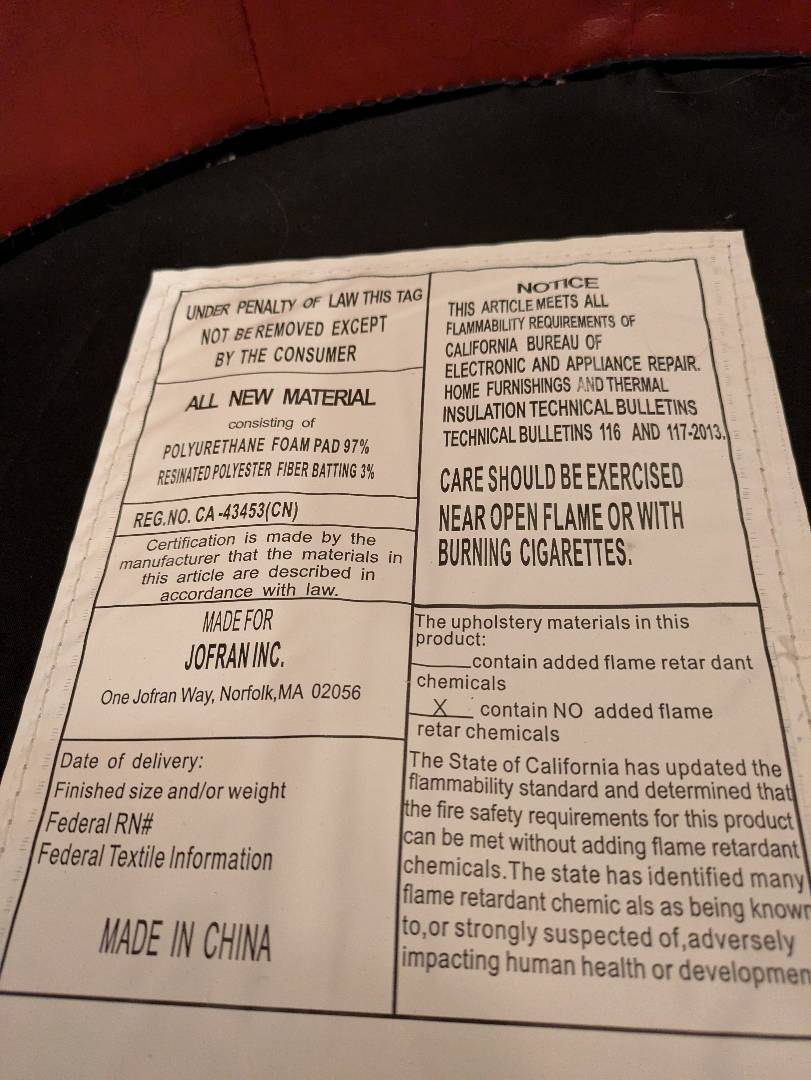 UNDER PENALTY OF LAW THIS TAG
NOT BE REMOVED EXCEPT
BY THE CONSUMER
ALL NEW MATERIAL
consisting of
POLYURETHANE FOAM PAD 97%
RESINATED POLYESTER FIBER BATTING 3%
REG.NO. CA-43453(CN)
Certification is made by the
manufacturer that the materials in
this article are described in
accordance with law.
MADE FOR
JOFRAN INC.
One Jofran Way, Norfolk,MA 02056
Date of delivery:
Finished size and/or weight
Federal RN#
Federal Textile Information
MADE IN CHINA
NOTICE
THIS ARTICLE MEETS ALL
FLAMMABILITY REQUIREMENTS OF
CALIFORNIA BUREAU OF
ELECTRONIC AND APPLIANCE REPAIR.
HOME FURNISHINGS AND THERMAL
INSULATION TECHNICAL BULLETINS
TECHNICAL BULLETINS 116 AND 117-2013.
CARE SHOULD BE EXERCISED
NEAR OPEN FLAME OR WITH
BURNING CIGARETTES.
The upholstery materials in this
product:
______contain added flame retar dant
chemicals
__X__ contain NO added flame
retar chemicals
The State of California has updated the
flammability standard and determined that
the fire safety requirements for this product
can be met without adding flame retardant
chemicals.The state has identified many
flame retardant chemic als as being known
to,or strongly suspected of,adversely
impacting human health or developmen